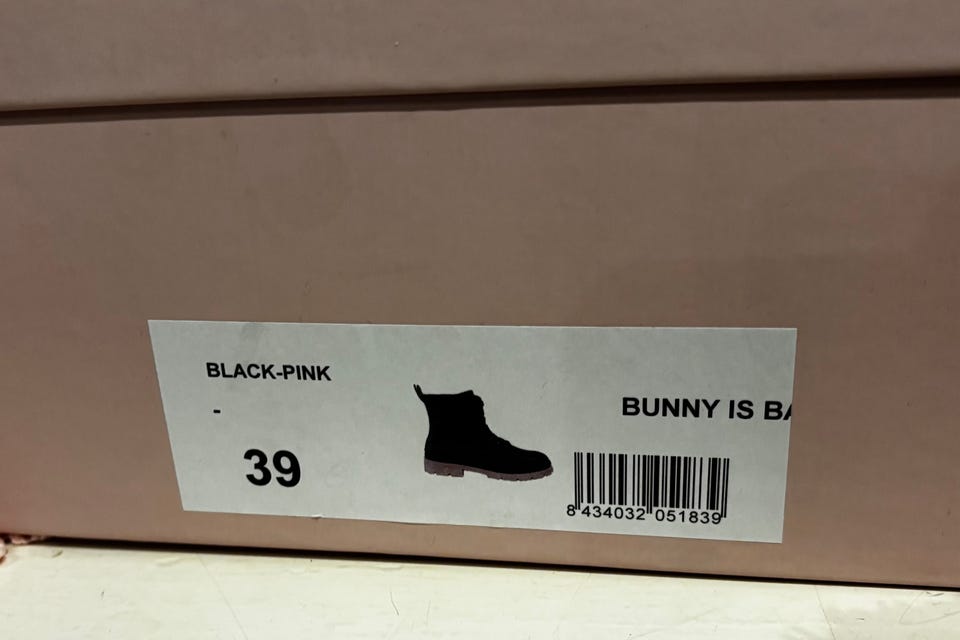 BLACK-PINK
-
39
BUNNY IS BA
8 434032 051839